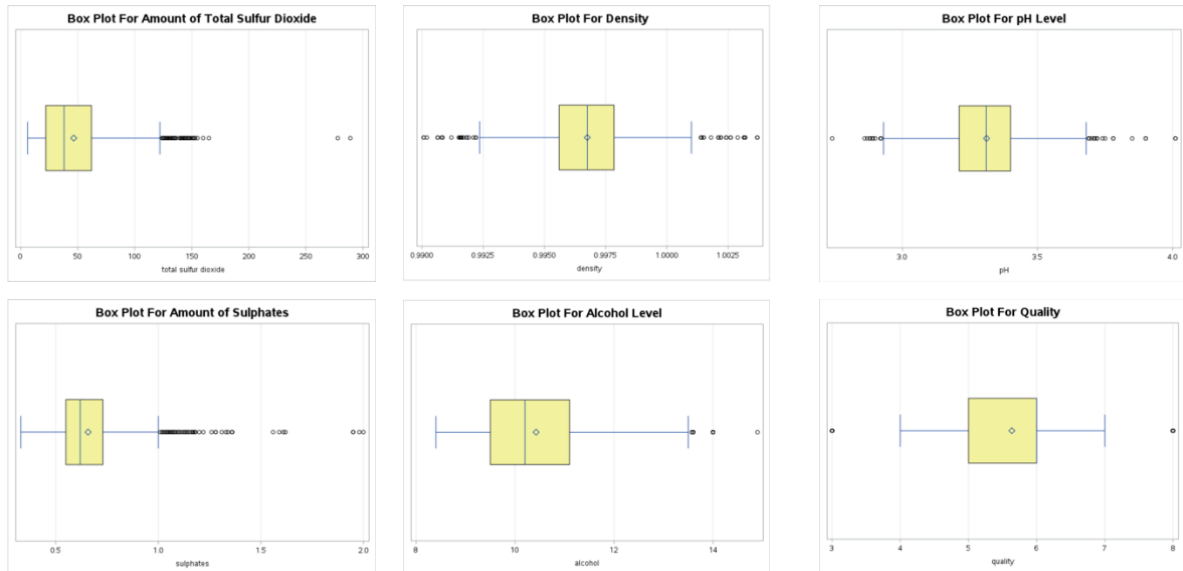 Box Plot For Amount of Total Sulfur Dioxide
0 50 100 150 200 250 300
total sulfur dioxide
Box Plot For Density
0.9900 0.9925 0.9950 0.9975 1.0000 1.0025
density
Box Plot For pH Level
3.0 3.5 4.0
pH
Box Plot For Amount of Sulphates
0.5 1.0 1.5 2.0
sulphates
Box Plot For Alcohol Level
8 10 12 14
alcohol
Box Plot For Quality
3 4 5 6 7 8
quality